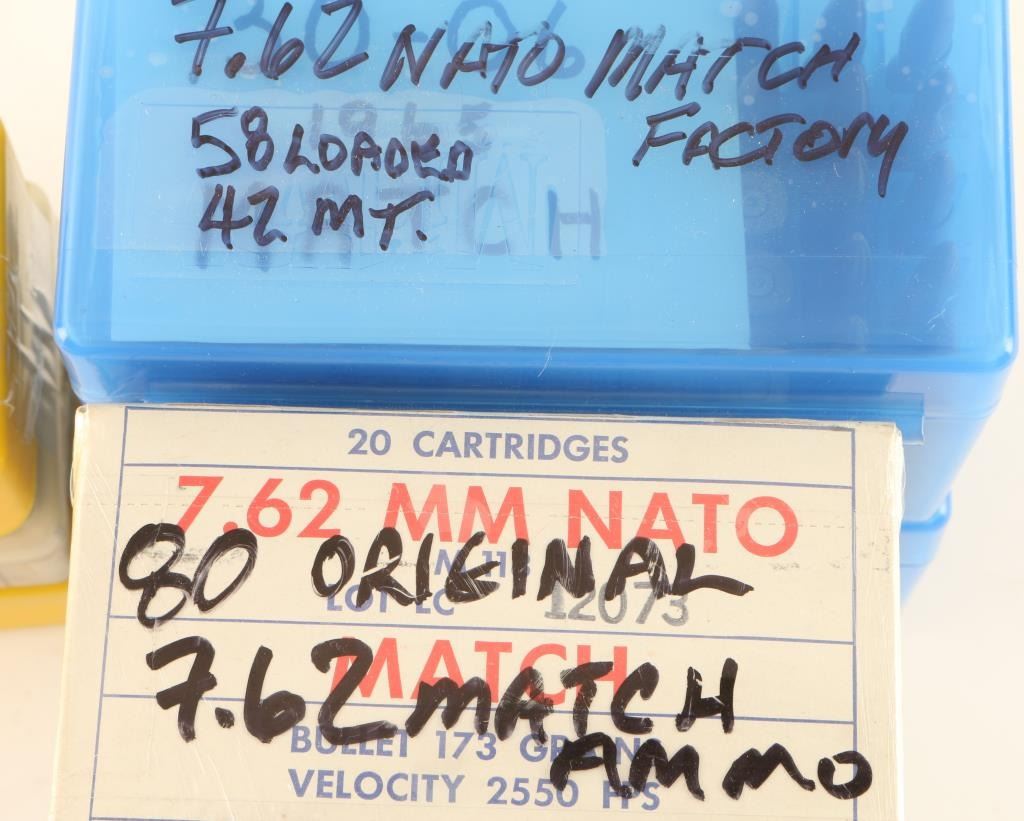 7.62 NATO MATCH
FACTORY
58 LOADED
42 MT.
20 CARTRIDGES
7.62 MM NATO
80 ORIGINAL
M118
LOT LC 12073
MATCH
7.62 MATCH
AMMO
BULLET 173
VELOCITY 2550 FPS